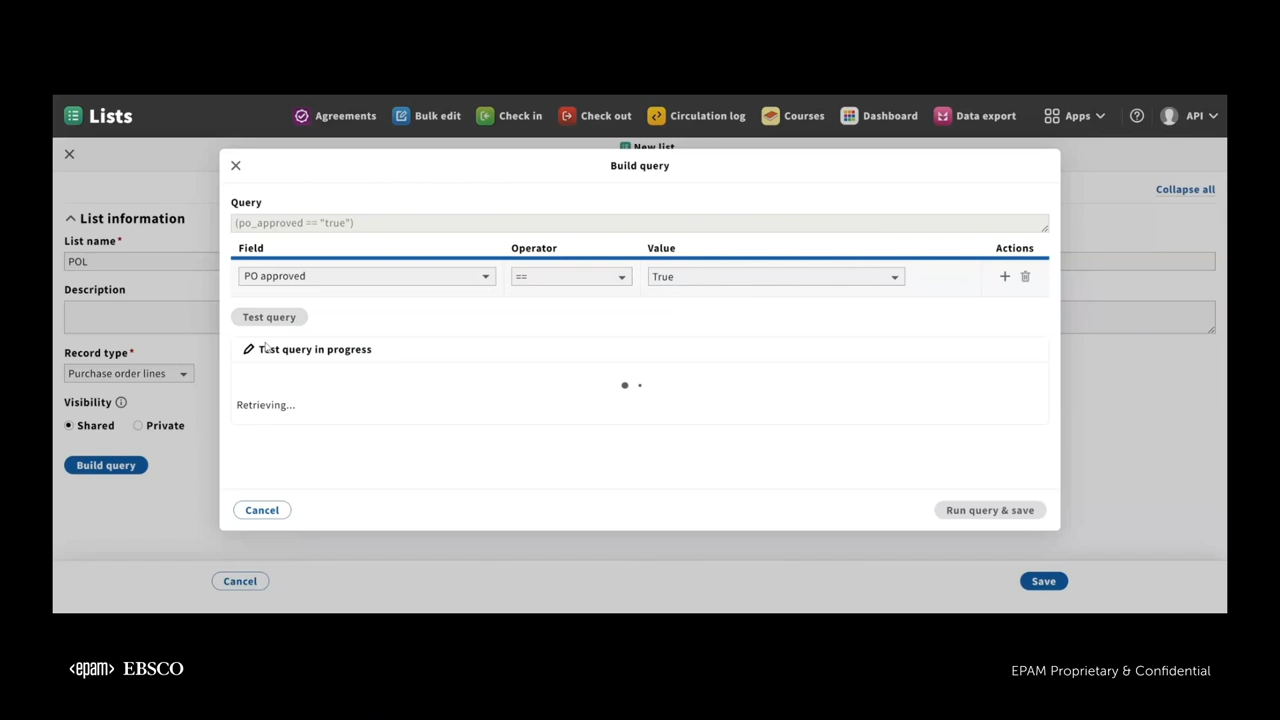 Lists
Agreements
Bulk edit
Check in
Check out
Circulation log
Courses
Dashboard
Data export
Apps
API
New list
Build query
Collapse all
List information
List name*
POL
Description
Record type*
Purchase order lines
Visibility
Shared
Private
Build query
Query
(po_approved == "true")
Field Operator Value Actions
PO approved == True
Test query
Test query in progress
Retrieving...
Cancel
Run query & save
Cancel
Save
<epam> EBSCO
EPAM Proprietary & Confidential